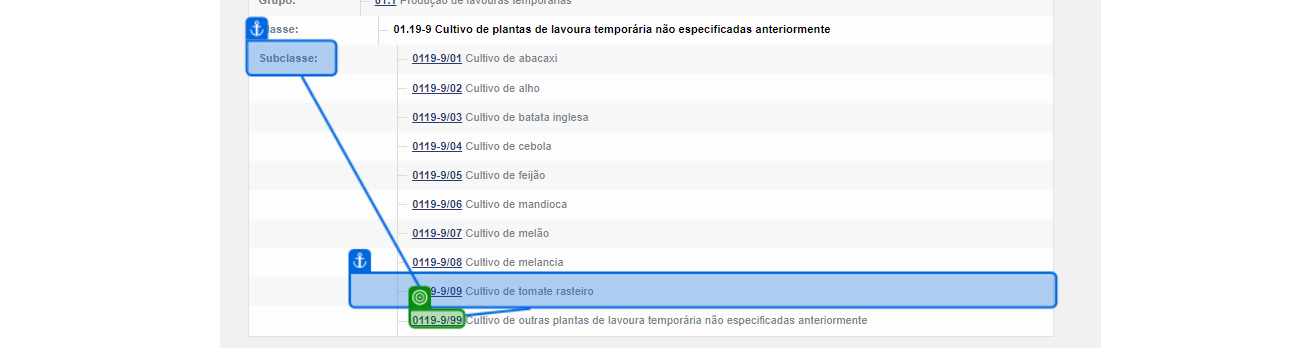 Grupo: 01.1 Produção de lavouras temporárias
lasse: 01.19-9 Cultivo de plantas de lavoura temporária não especificadas anteriormente
Subclasse: 0119-9/01 Cultivo de abacaxi
0119-9/02 Cultivo de alho
0119-9/03 Cultivo de batata inglesa
0119-9/04 Cultivo de cebola
0119-9/05 Cultivo de feijão
0119-9/06 Cultivo de mandioca
0119-9/07 Cultivo de melão
0119-9/08 Cultivo de melancia
9-9/09 Cultivo de tomate rasteiro
0119-9/99 Cultivo de outras plantas de lavoura temporária não especificadas anteriormente